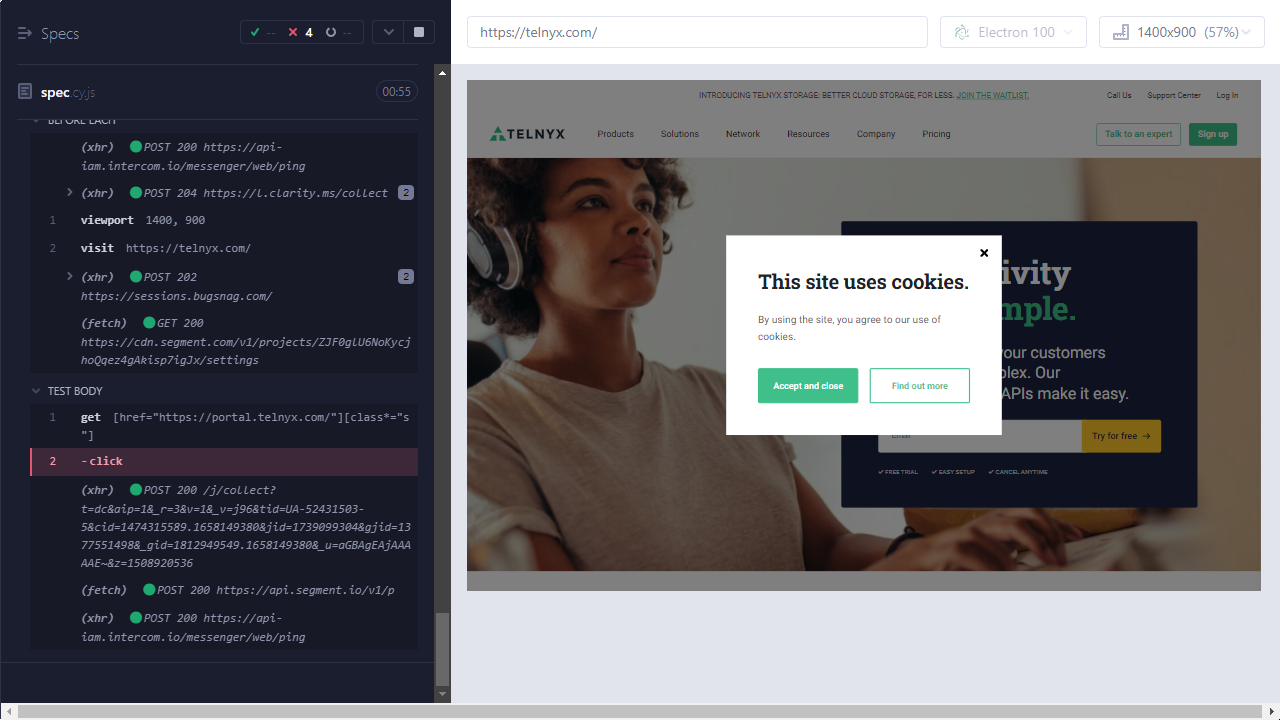 Specs
--
4
--
https://telnyx.com/
Electron 100
1400x900 (57%)
spec.cy.js
00:55
BEFORE EACH
(xhr) POST 200 https://api-
iam.intercom.io/messenger/web/ping
(xhr) POST 204 https://l.clarity.ms/collect 2
1 viewport 1400, 900
2 visit https://telnyx.com/
(xhr) POST 202 2
https://sessions.bugsnag.com/
(fetch) GET 200
https://cdn.segment.com/v1/projects/ZJF0glU6NoKycj
hoQqez4gAkisp7igJx/settings
TEST BODY
1 get [href="https://portal.telnyx.com/"][class*="s
"]
2 -click
(xhr) POST 200 /j/collect?
t=dc&aip=1&_r=3&v=1&_v=j96&tid=UA-52431503-
5&cid=1474315589.1658149380&jid=1739099304&gjid=13
77551498&_gid=1812949549.1658149380&_u=aGBAgEAjAAA
AAE~&z=1508920536
(fetch) POST 200 https://api.segment.io/v1/p
(xhr) POST 200 https://api-
iam.intercom.io/messenger/web/ping
INTRODUCING TELNYX STORAGE: BETTER CLOUD STORAGE, FOR LESS. JOIN THE WAITLIST.
Call Us Support Center Log In
TELNYX
Products Solutions Network Resources Company Pricing
Talk to an expert Sign up
ivity
mple.
your customers
lex. Our
APIs make it easy.
Email
Try for free →
FREE TRIAL EASY SETUP CANCEL ANYTIME
This site uses cookies.
By using the site, you agree to our use of
cookies.
Accept and close Find out more